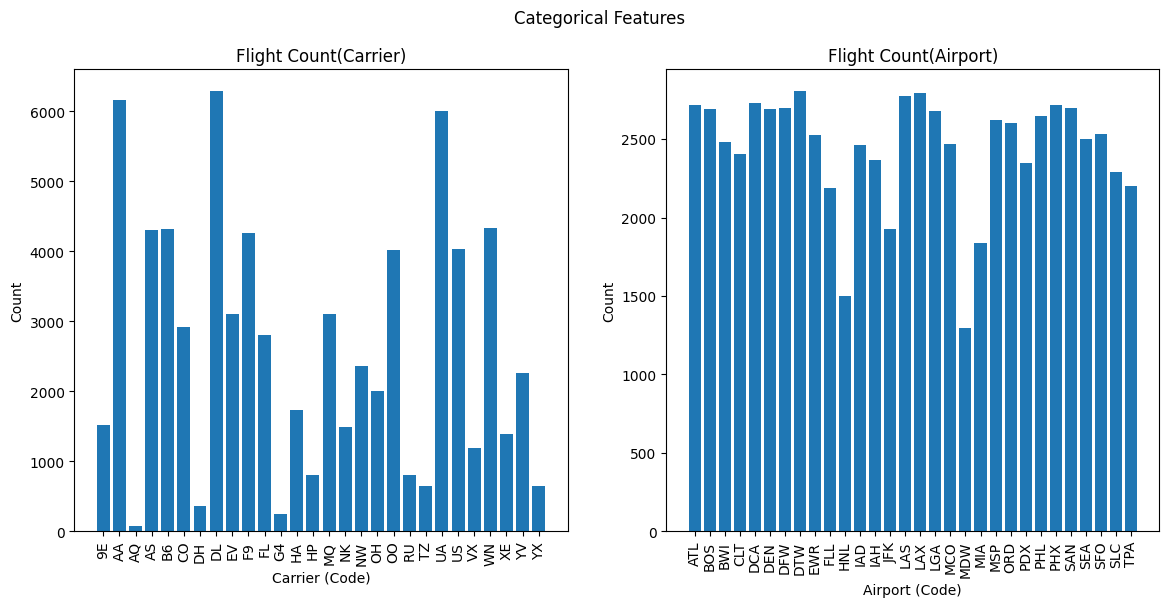 Categorical Features
Flight Count(Carrier)
Count
6000
5000
4000
3000
2000
1000
0
9E AA AQ AS B6 CO DH DL EV F9 FL G4 HA HP MQ NK NW OH OO RU TZ UA US VX WN XE YV YX
Carrier (Code)
Flight Count(Airport)
Count
2500
2000
1500
1000
500
0
ATL BOS BWI CLT DCA DEN DFW DTW EWR FLL HNL IAD IAH JFK LAS LAX LGA MCO MDW MIA MSP ORD PDX PHL PHX SAN SEA SFO SLC TPA
Airport (Code)